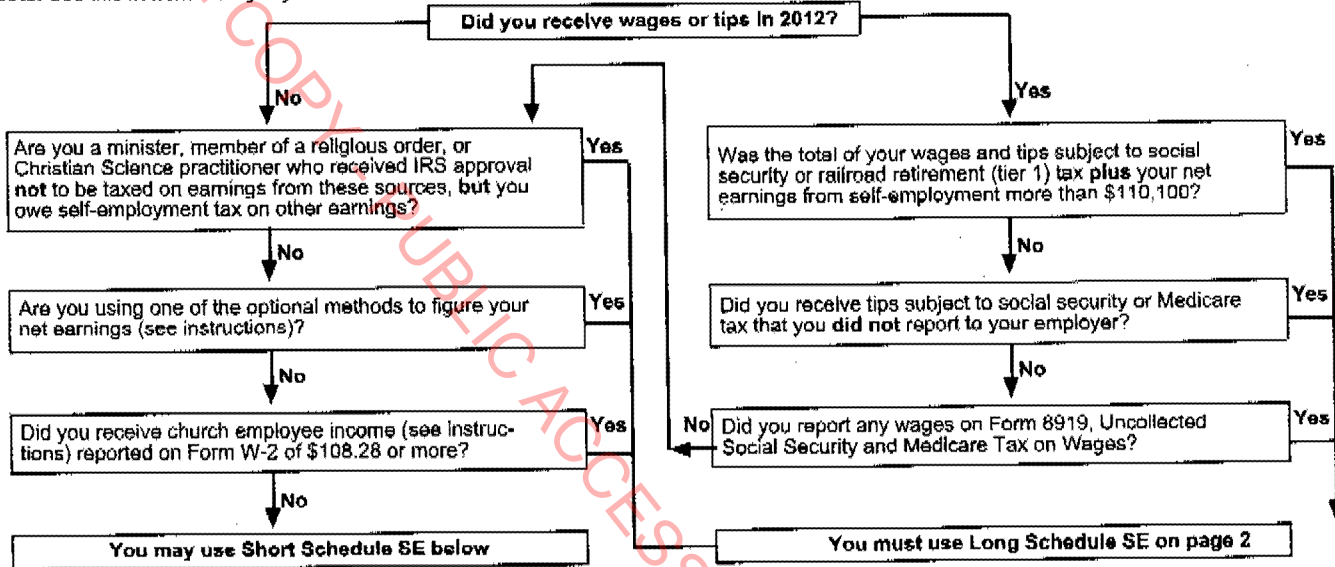 Did you receive wages or tips in 2012?
No
Yes
Are you a minister, member of a religious order, or
Christian Science practitioner who received IRS approval
not to be taxed on earnings from these sources, but you
owe self-employment tax on other earnings?
Yes
Was the total of your wages and tips subject to social
security or railroad retirement (tier 1) tax plus your net
earnings from self-employment more than $110,100?
Yes
No
No
Are you using one of the optional methods to figure your
net earnings (see instructions)?
Yes
Did you receive tips subject to social security or Medicare
tax that you did not report to your employer?
Yes
No
No
Did you receive church employee income (see instruc-
tions) reported on Form W-2 of $108.28 or more?
Yes
No
Did you report any wages on Form 8919, Uncollected
Social Security and Medicare Tax on Wages?
Yes
No
You may use Short Schedule SE below
You must use Long Schedule SE on page 2
COPY - PUBLIC ACCESS